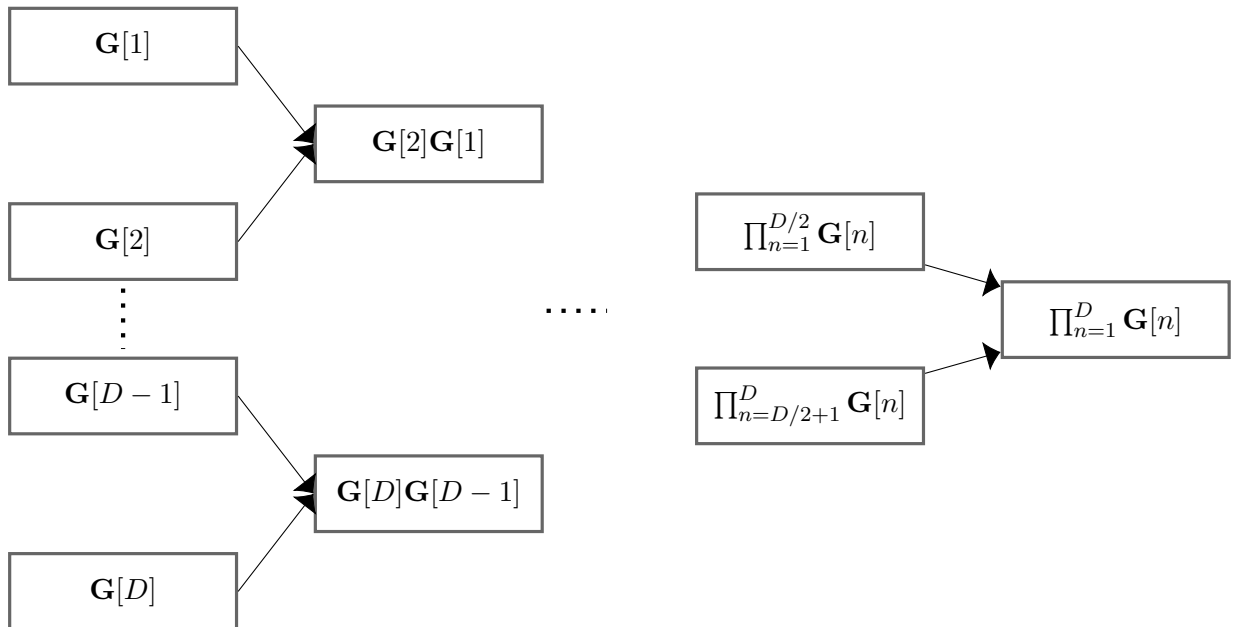 𝐆[1]
𝐆[2]𝐆[1]
𝐆[2]
∏_{n=1}^{D/2} 𝐆[n]
∏_{n=1}^{D} 𝐆[n]
𝐆[D − 1]
∏_{n=D/2+1}^{D} 𝐆[n]
𝐆[D]𝐆[D − 1]
𝐆[D]